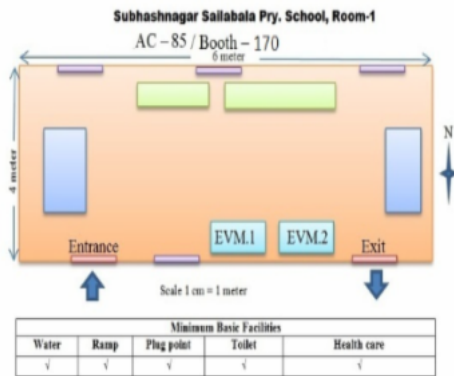 Subhashnagar Sailabala Pry. School, Room-1
AC – 85 / Booth – 170
6 meter
4 meter
N
EVM.1 EVM.2
Entrance Exit
Scale 1 cm = 1 meter
Minimum Basic Facilities
Water Ramp Plug point Toilet Health care
√ √ √ √ √